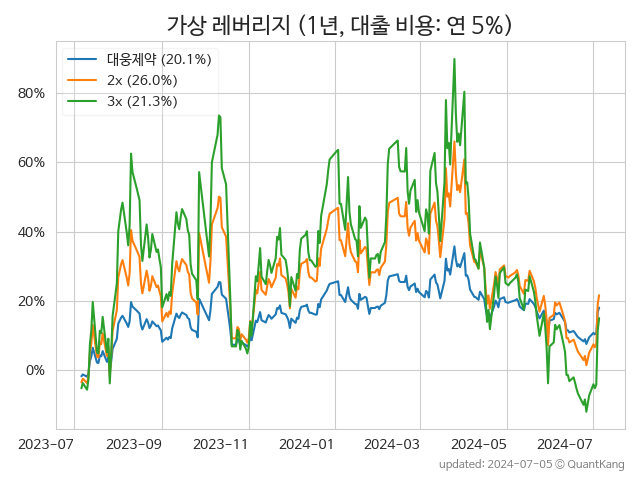 가상 레버리지 (1년, 대출 비용: 연 5%)
대웅제약 (20.1%)
2x (26.0%)
3x (21.3%)
80%
60%
40%
20%
0%
2023-07 2023-09 2023-11 2024-01 2024-03 2024-05 2024-07
updated: 2024-07-05 © QuantKang